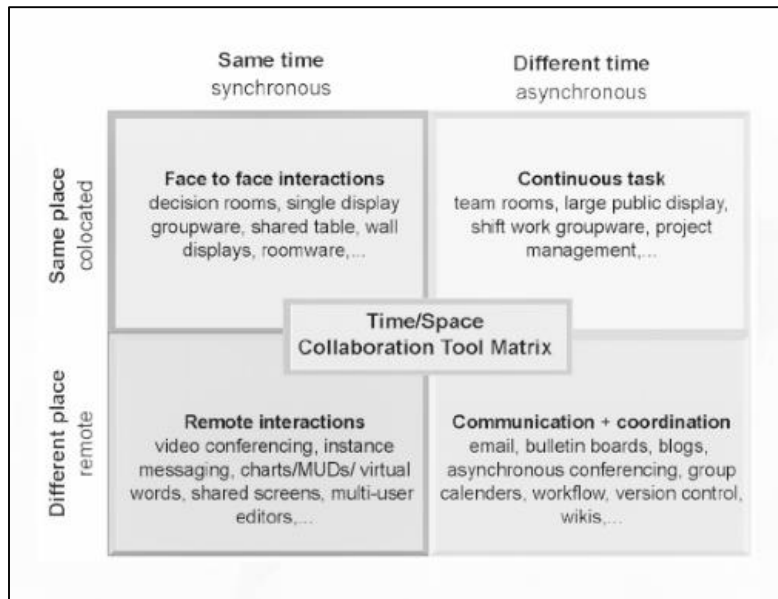 Same time
synchronous
Different time
asynchronous
Same place
colocated
Face to face interactions
decision rooms, single display
groupware, shared table, wall
displays, roomware,...
Continuous task
team rooms, large public display,
shift work groupware, project
management,...
Time/Space
Collaboration Tool Matrix
Different place
remote
Remote interactions
video conferencing, instance
messaging, charts/MUDs/ virtual
words, shared screens, multi-user
editors,...
Communication + coordination
email, bulletin boards, blogs,
asynchronous conferencing, group
calenders, workflow, version control,
wikis,...